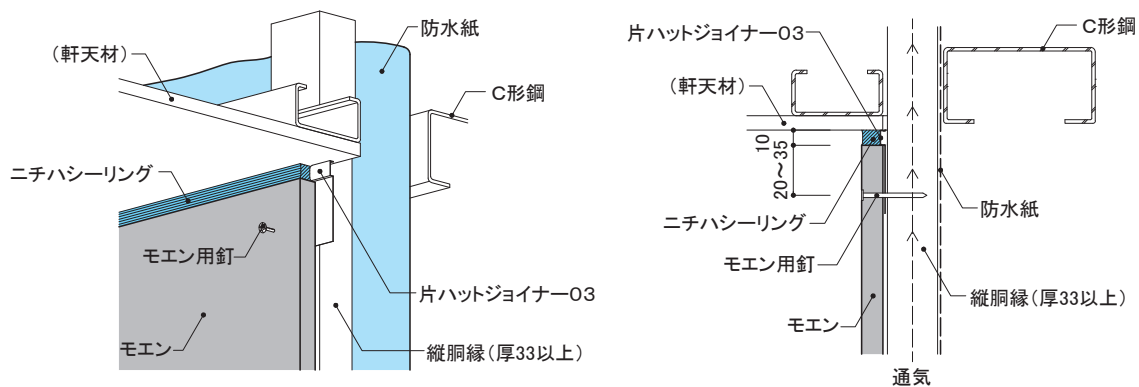 防水紙
(軒天材)
C形鋼
ニチハシーリング
モエン用釘
片ハットジョイナー03
モエン
縦胴縁(厚33以上)
片ハットジョイナー03
C形鋼
(軒天材)
10
20~35
ニチハシーリング
防水紙
モエン用釘
縦胴縁(厚33以上)
モエン
通気